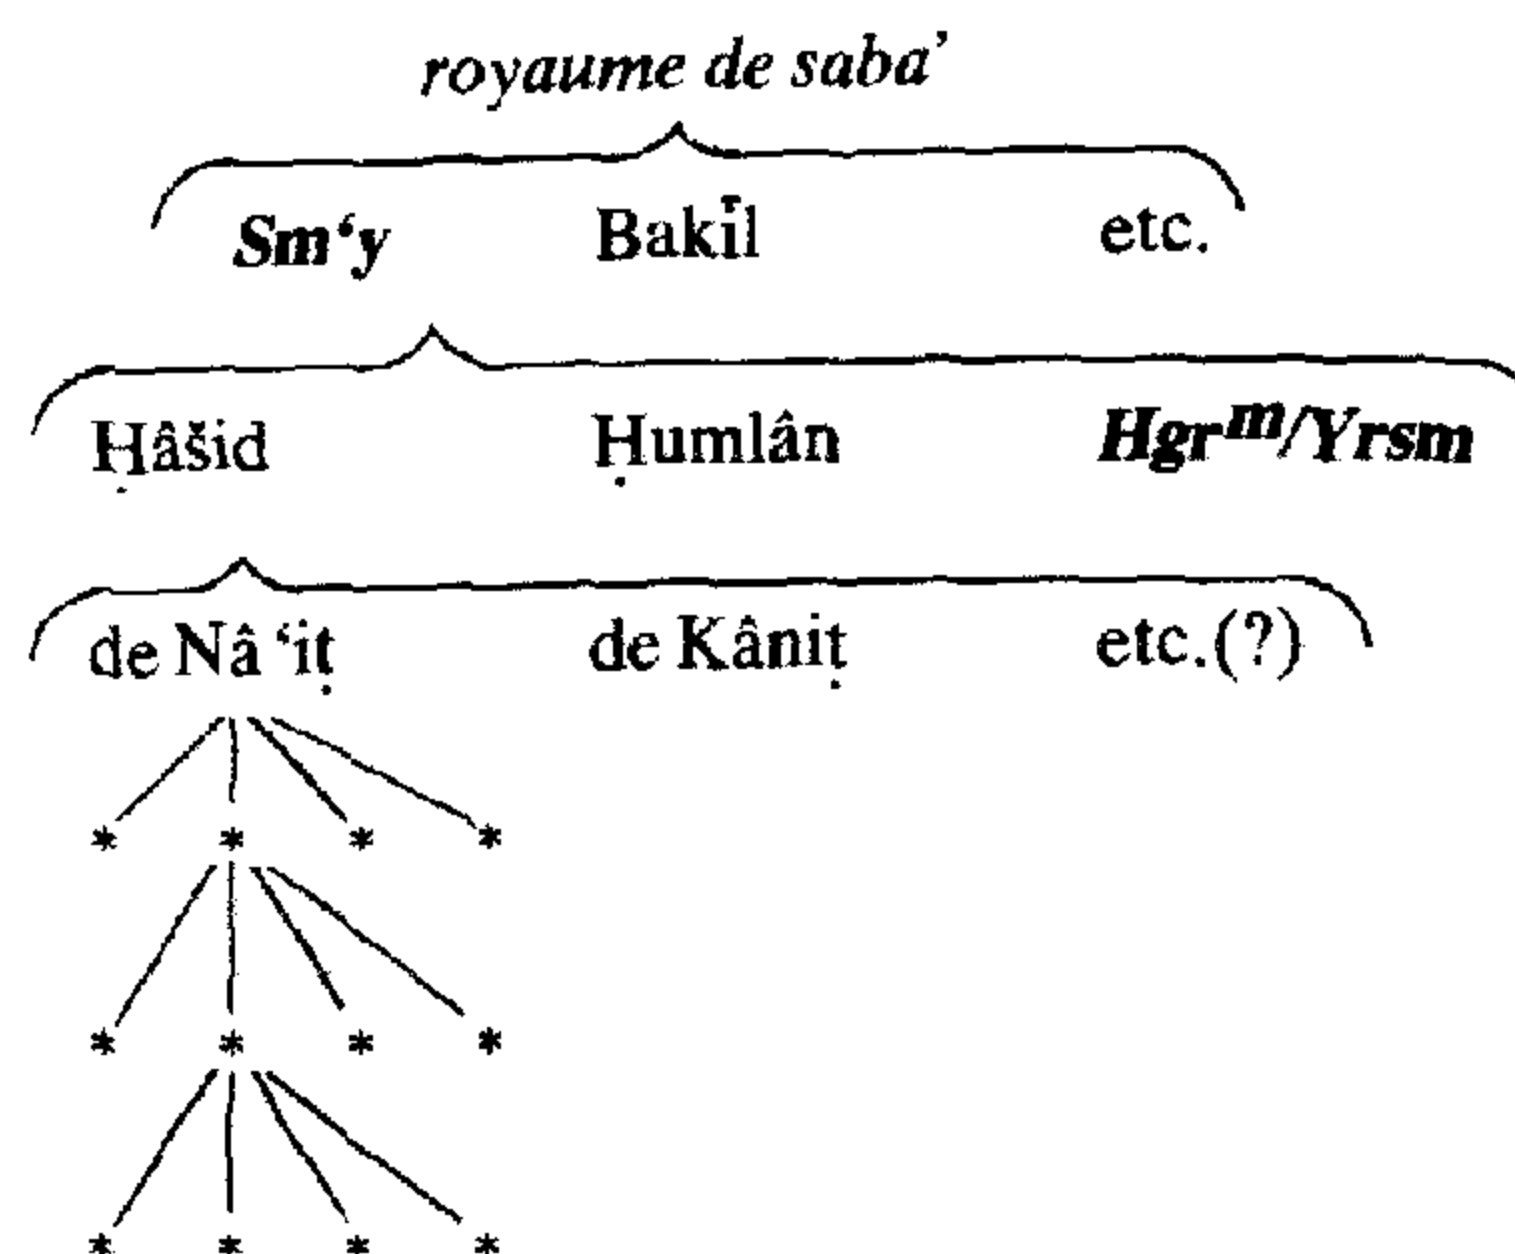 royaume de saba’
Sm‘y Bakīl etc.
Ḥâšid Ḥumlân Hgrᵐ/Yrsm
de Nâ‘iṭ de Kâniṭ etc.(?)
* * * *
* * * *
* * * *